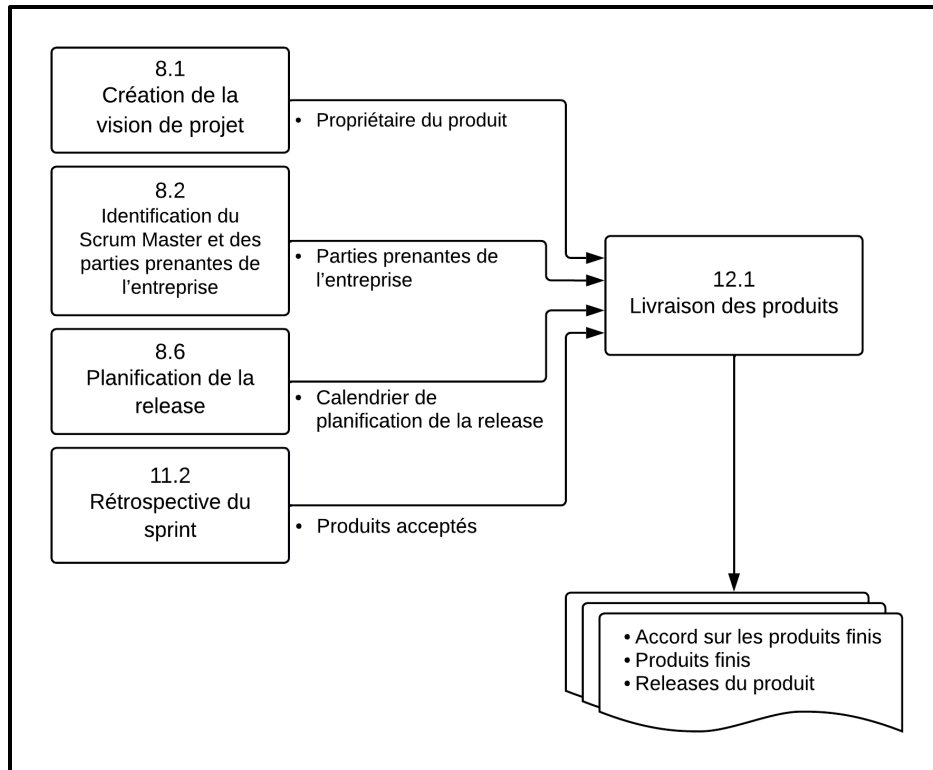 8.1
Création de la
vision de projet
• Propriétaire du produit
8.2
Identification du
Scrum Master et des
parties prenantes de
l’entreprise
• Parties prenantes de
l’entreprise
8.6
Planification de la
release
• Calendrier de
planification de la release
11.2
Rétrospective du
sprint
• Produits acceptés
12.1
Livraison des produits
• Accord sur les produits finis
• Produits finis
• Releases du produit